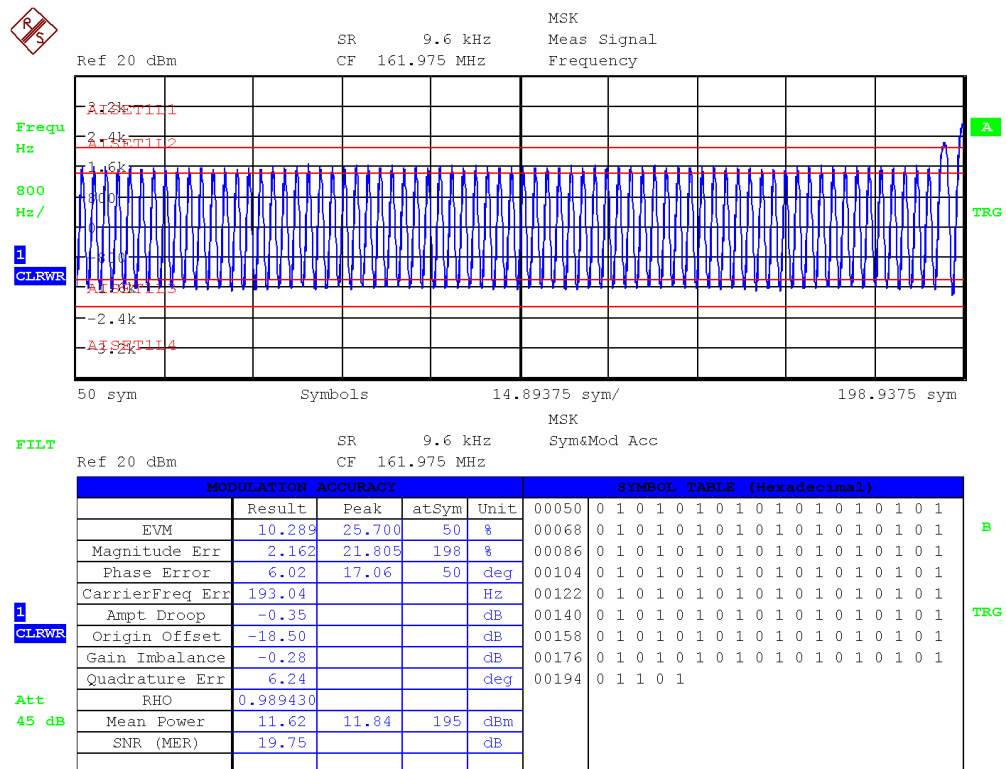 R
S
MSK
SR 9.6 kHz Meas Signal
Ref 20 dBm CF 161.975 MHz Frequency
3.2k
AISET1L1
Frequ
Hz
A
2.4k
AISET1L2
1.6k
800
Hz/
800
TRG
0
1
-800
CLRWR
-1.6k
AISET1L3
-2.4k
AISET1L4
-3.2k
50 sym Symbols 14.89375 sym/ 198.9375 sym
MSK
FILT
SR 9.6 kHz Sym&Mod Acc
Ref 20 dBm CF 161.975 MHz
MODULATION ACCURACY SYMBOL TABLE (Hexadecimal)
Result Peak atSym Unit 00050 0 1 0 1 0 1 0 1 0 1 0 1 0 1 0 1 0 1
EVM 10.289 25.700 50 % 00068 0 1 0 1 0 1 0 1 0 1 0 1 0 1 0 1 0 1
B
Magnitude Err 2.162 21.805 198 % 00086 0 1 0 1 0 1 0 1 0 1 0 1 0 1 0 1 0 1
Phase Error 6.02 17.06 50 deg 00104 0 1 0 1 0 1 0 1 0 1 0 1 0 1 0 1 0 1
CarrierFreq Err 193.04 Hz 00122 0 1 0 1 0 1 0 1 0 1 0 1 0 1 0 1 0 1
1
Ampt Droop -0.35 dB 00140 0 1 0 1 0 1 0 1 0 1 0 1 0 1 0 1 0 1
TRG
CLRWR
Origin Offset -18.50 dB 00158 0 1 0 1 0 1 0 1 0 1 0 1 0 1 0 1 0 1
Gain Imbalance -0.28 dB 00176 0 1 0 1 0 1 0 1 0 1 0 1 0 1 0 1 0 1
Quadrature Err 6.24 deg 00194 0 1 1 0 1
Att
45 dB
RHO 0.989430
Mean Power 11.62 11.84 195 dBm
SNR (MER) 19.75 dB